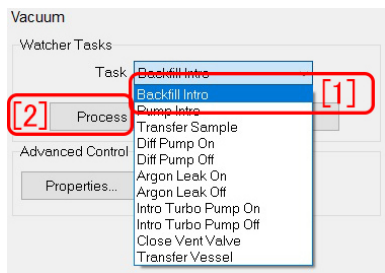 Vacuum
Watcher Tasks
Task Backfill Intro
Backfill Intro [1]
[2] Process Pump Intro
Transfer Sample
Advanced Control Diff Pump On
Diff Pump Off
Properties... Argon Leak On
Argon Leak Off
Intro Turbo Pump On
Intro Turbo Pump Off
Close Vent Valve
Transfer Vessel